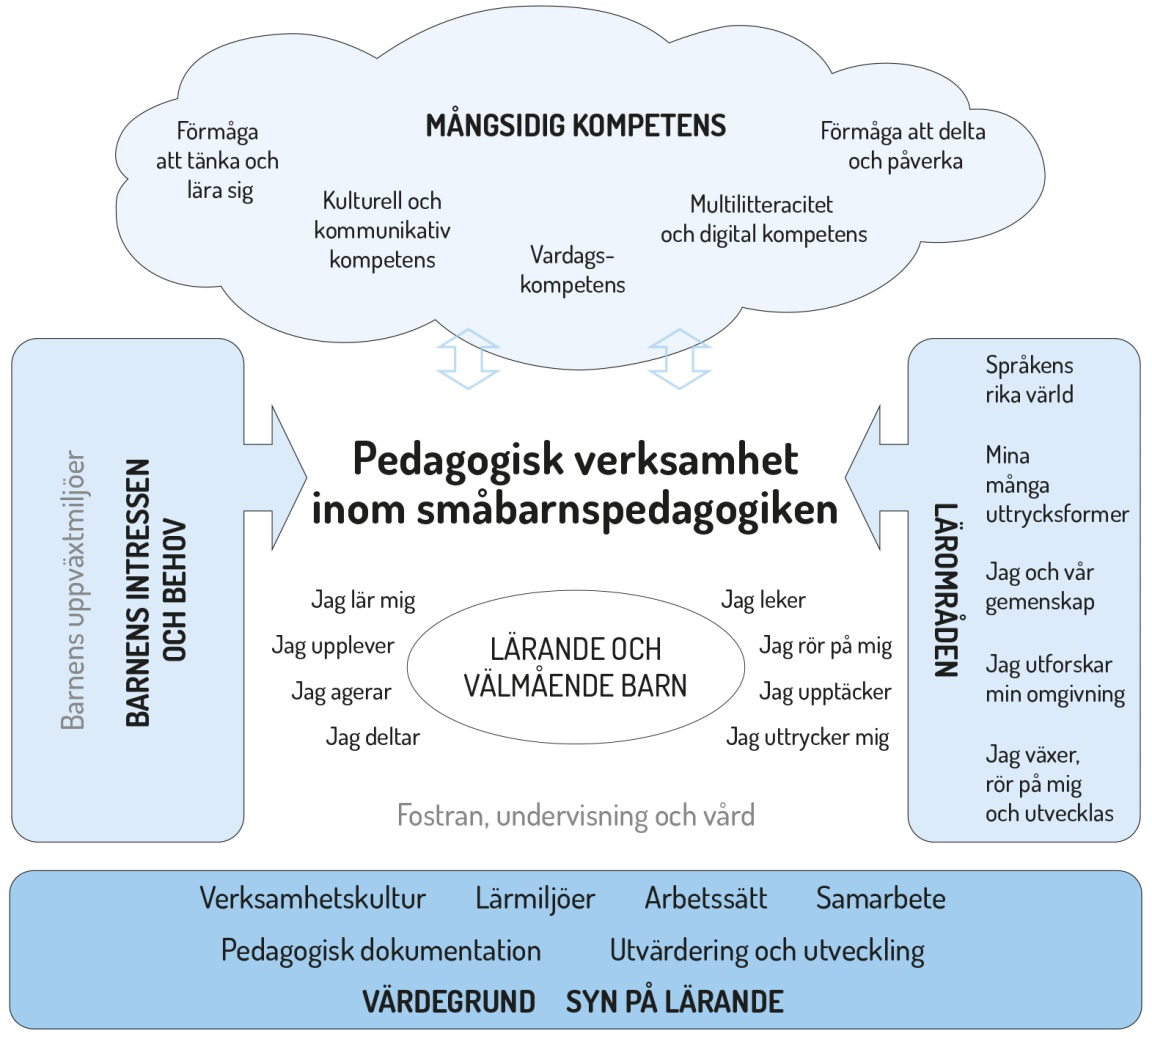 MÅNGSIDIG KOMPETENS
Förmåga
att tänka och
lära sig
Kulturell och
kommunikativ
kompetens
Vardags-
kompetens
Multilitteracitet
och digital kompetens
Förmåga att delta
och påverka
Barnens uppväxtmiljöer
BARNENS INTRESSEN
OCH BEHOV
Pedagogisk verksamhet
inom småbarnspedagogiken
Jag lär mig
Jag upplever
Jag agerar
Jag deltar
LÄRANDE OCH
VÄLMÅENDE BARN
Jag leker
Jag rör på mig
Jag upptäcker
Jag uttrycker mig
Fostran, undervisning och vård
LÄROMRÅDEN
Språkens
rika värld
Mina
många
uttrycksformer
Jag och vår
gemenskap
Jag utforskar
min omgivning
Jag växer,
rör på mig
och utvecklas
Verksamhetskultur Lärmiljöer Arbetssätt Samarbete
Pedagogisk dokumentation Utvärdering och utveckling
VÄRDEGRUND SYN PÅ LÄRANDE